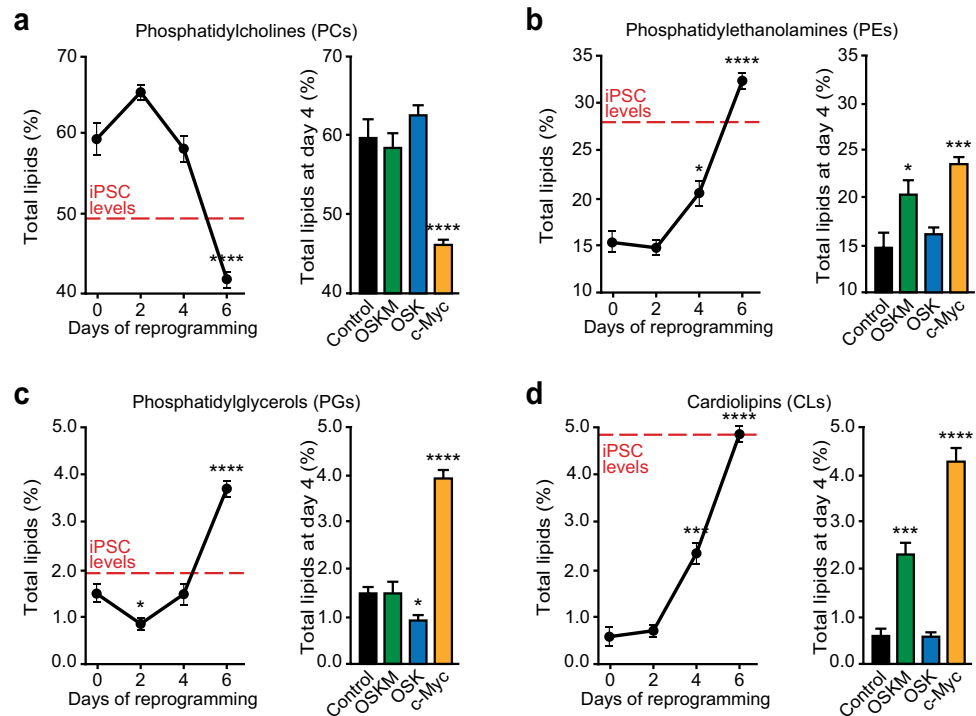 a
Phosphatidylcholines (PCs)
Total lipids (%)
70
60
50
40
iPSC
levels
****
0 2 4 6
Days of reprogramming
Total lipids at day 4 (%)
80
60
40
****
Control
OSKM
OSK
c-Myc
b
Phosphatidylethanolamines (PEs)
Total lipids (%)
35
30
25
20
15
10
iPSC
levels
*
****
0 2 4 6
Days of reprogramming
Total lipids at day 4 (%)
35
25
20
15
10
*
***
Control
OSKM
OSK
c-Myc
c
Phosphatidylglycerols (PGs)
Total lipids (%)
5.0
4.0
3.0
2.0
1.0
0.0
iPSC
levels
*
****
0 2 4 6
Days of reprogramming
Total lipids at day 4 (%)
5.0
4.0
3.0
2.0
1.0
0.0
*
****
Control
OSKM
OSK
c-Myc
d
Cardiolipins (CLs)
Total lipids (%)
5.0
4.0
3.0
2.0
1.0
0.0
iPSC
levels
***
****
0 2 4 6
Days of reprogramming
Total lipids at day 4 (%)
5.0
4.0
3.0
2.0
1.0
0.0
***
****
Control
OSKM
OSK
c-Myc